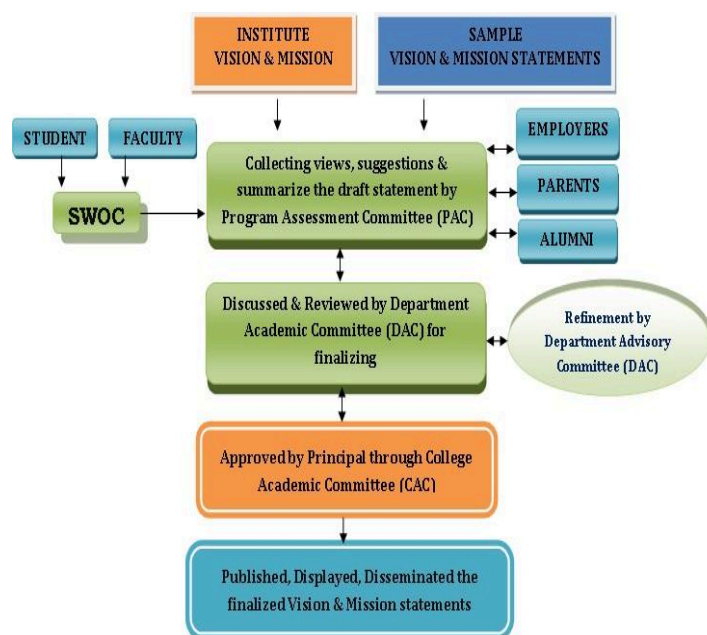 INSTITUTE
VISION & MISSION
SAMPLE
VISION & MISSION STATEMENTS
STUDENT
FACULTY
SWOC
Collecting views, suggestions &
summarize the draft statement by
Program Assessment Committee (PAC)
EMPLOYERS
PARENTS
ALUMNI
Discussed & Reviewed by Department
Academic Committee (DAC) for
finalizing
Refinement by
Department Advisory
Committee (DAC)
Approved by Principal through College
Academic Committee (CAC)
Published, Displayed, Disseminated the
finalized Vision & Mission statements